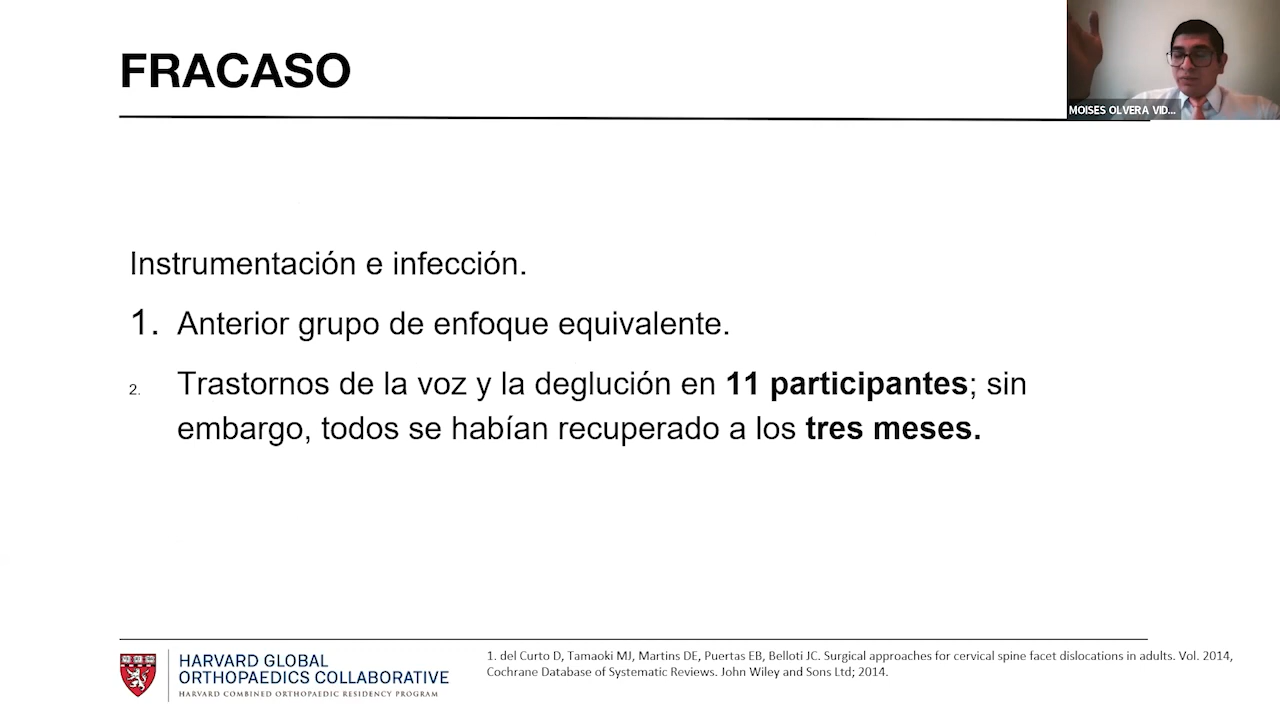 FRACASO
MOISES OLVERA VID...
Instrumentación e infección.
1. Anterior grupo de enfoque equivalente.
2. Trastornos de la voz y la deglución en 11 participantes; sin
embargo, todos se habían recuperado a los tres meses.
HARVARD GLOBAL
ORTHOPAEDICS COLLABORATIVE
HARVARD COMBINED ORTHOPAEDIC RESIDENCY PROGRAM
1. del Curto D, Tamaoki MJ, Martins DE, Puertas EB, Belloti JC. Surgical approaches for cervical spine facet dislocations in adults. Vol. 2014,
Cochrane Database of Systematic Reviews. John Wiley and Sons Ltd; 2014.